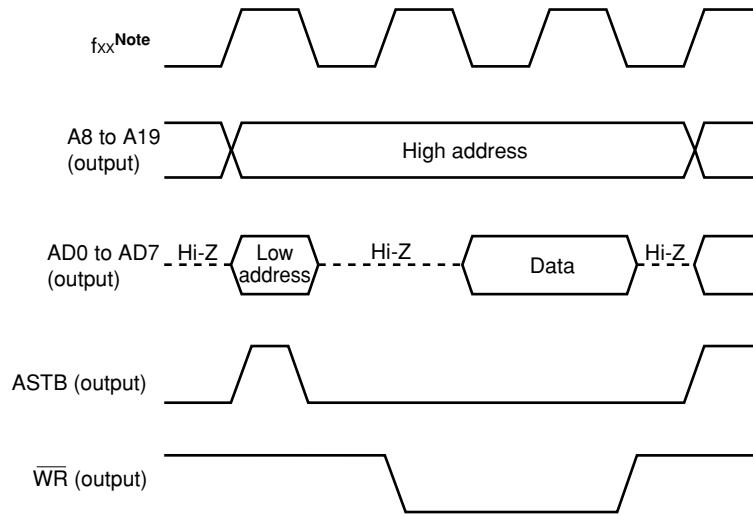 fxxNote
A8 to A19
(output)
High address
AD0 to AD7
(output)
Hi-Z
Low
address
Hi-Z
Data
Hi-Z
ASTB (output)
WR (output)